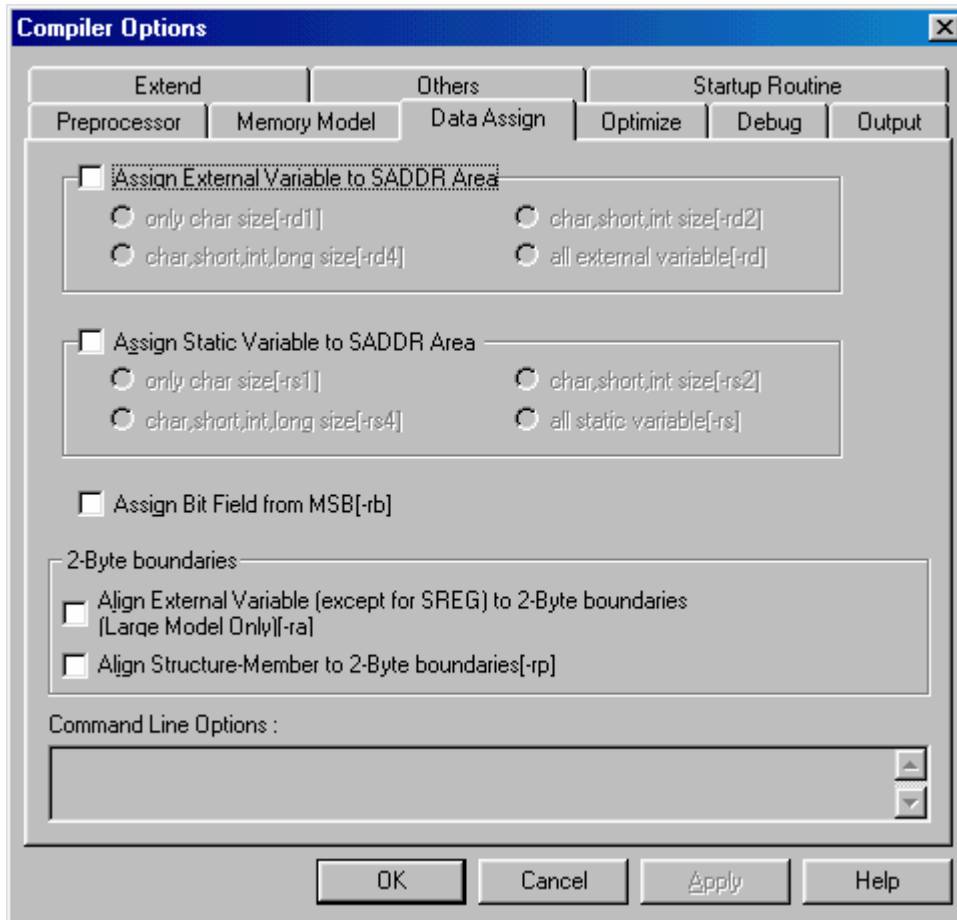 Compiler Options
Extend Others Startup Routine
Preprocessor Memory Model Data Assign Optimize Debug Output
Assign External Variable to SADDR Area
only char size[-rd1] char,short,int size[-rd2]
char,short,int,long size[-rd4] all external variable[-rd]
Assign Static Variable to SADDR Area
only char size[-rs1] char,short,int size[-rs2]
char,short,int,long size[-rs4] all static variable[-rs]
Assign Bit Field from MSB[-rb]
2-Byte boundaries
Align External Variable (except for SREG) to 2-Byte boundaries
(Large Model Only)[-ra]
Align Structure-Member to 2-Byte boundaries[-rp]
Command Line Options :
OK Cancel Apply Help